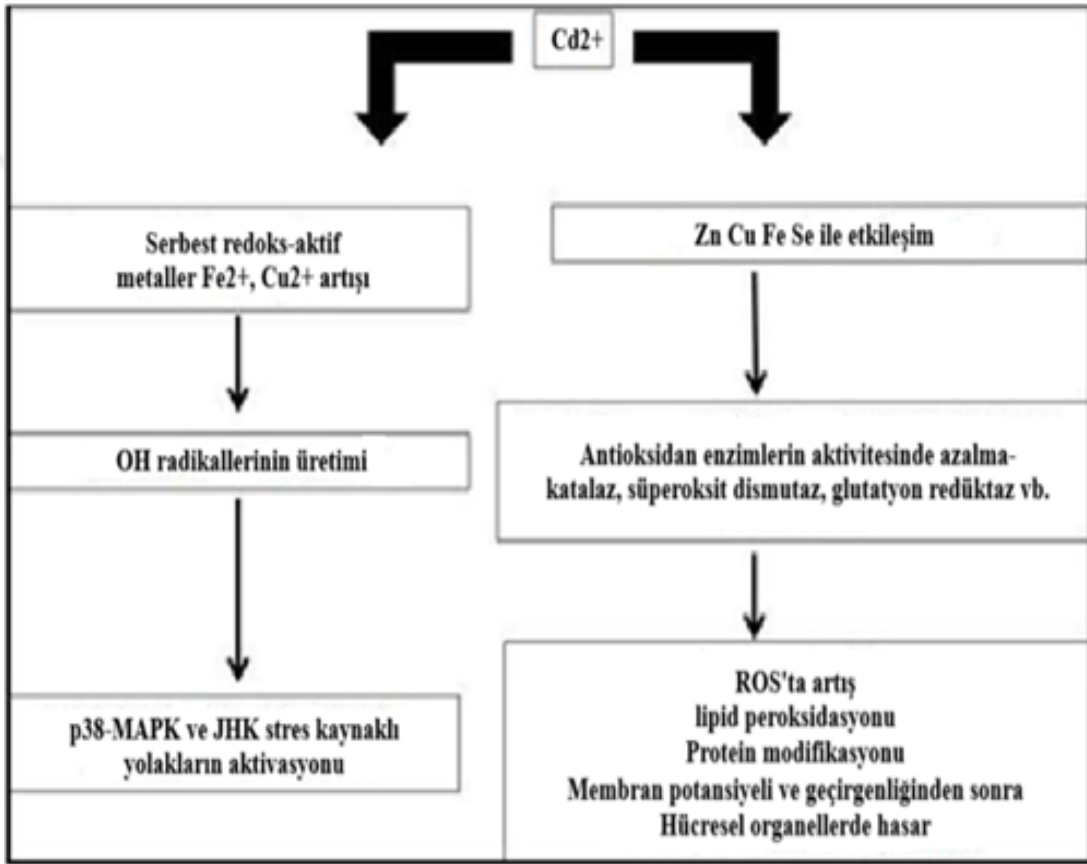 Cd2+
Serbest redoks-aktif
metaller Fe2+, Cu2+ artışı
OH radikallerinin üretimi
p38-MAPK ve JHK stres kaynaklı
yolakların aktivasyonu
Zn Cu Fe Se ile etkileşim
Antioksidan enzimlerin aktivitesinde azalma-
katalaz, süperoksit dismutaz, glutatyon redüktaz vb.
ROS'ta artış
lipid peroksidasyonu
Protein modifikasyonu
Membran potansiyeli ve geçirgenliğinden sonra
Hücresel organellerde hasar